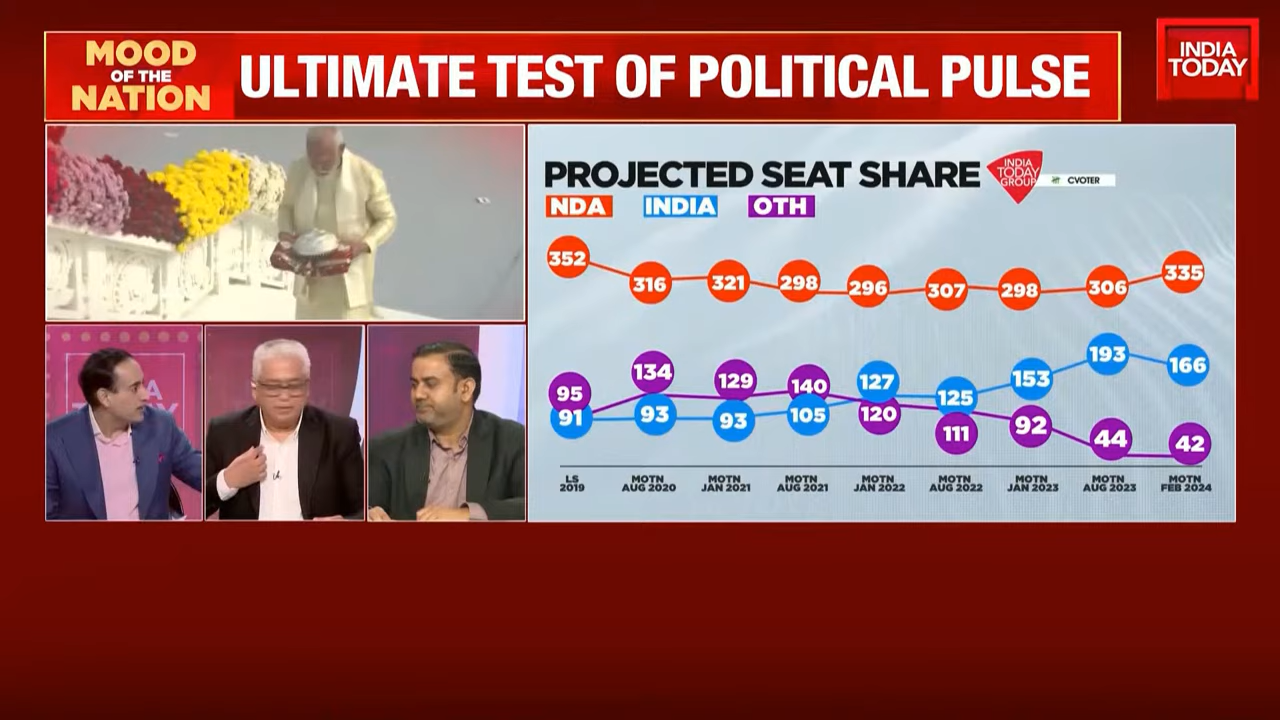 MOOD
OF THE
NATION
ULTIMATE TEST OF POLITICAL PULSE
INDIA
TODAY
PROJECTED SEAT SHARE
INDIA
TODAY
GROUP
CVOTER
NDA INDIA OTH
352 316 321 298 296 307 298 306 335
95 134 129 140 127 125 153 193 166
91 93 93 105 120 111 92 44 42
LS
2019
MOTN
AUG 2020
MOTN
JAN 2021
MOTN
AUG 2021
MOTN
JAN 2022
MOTN
AUG 2022
MOTN
JAN 2023
MOTN
AUG 2023
MOTN
FEB 2024